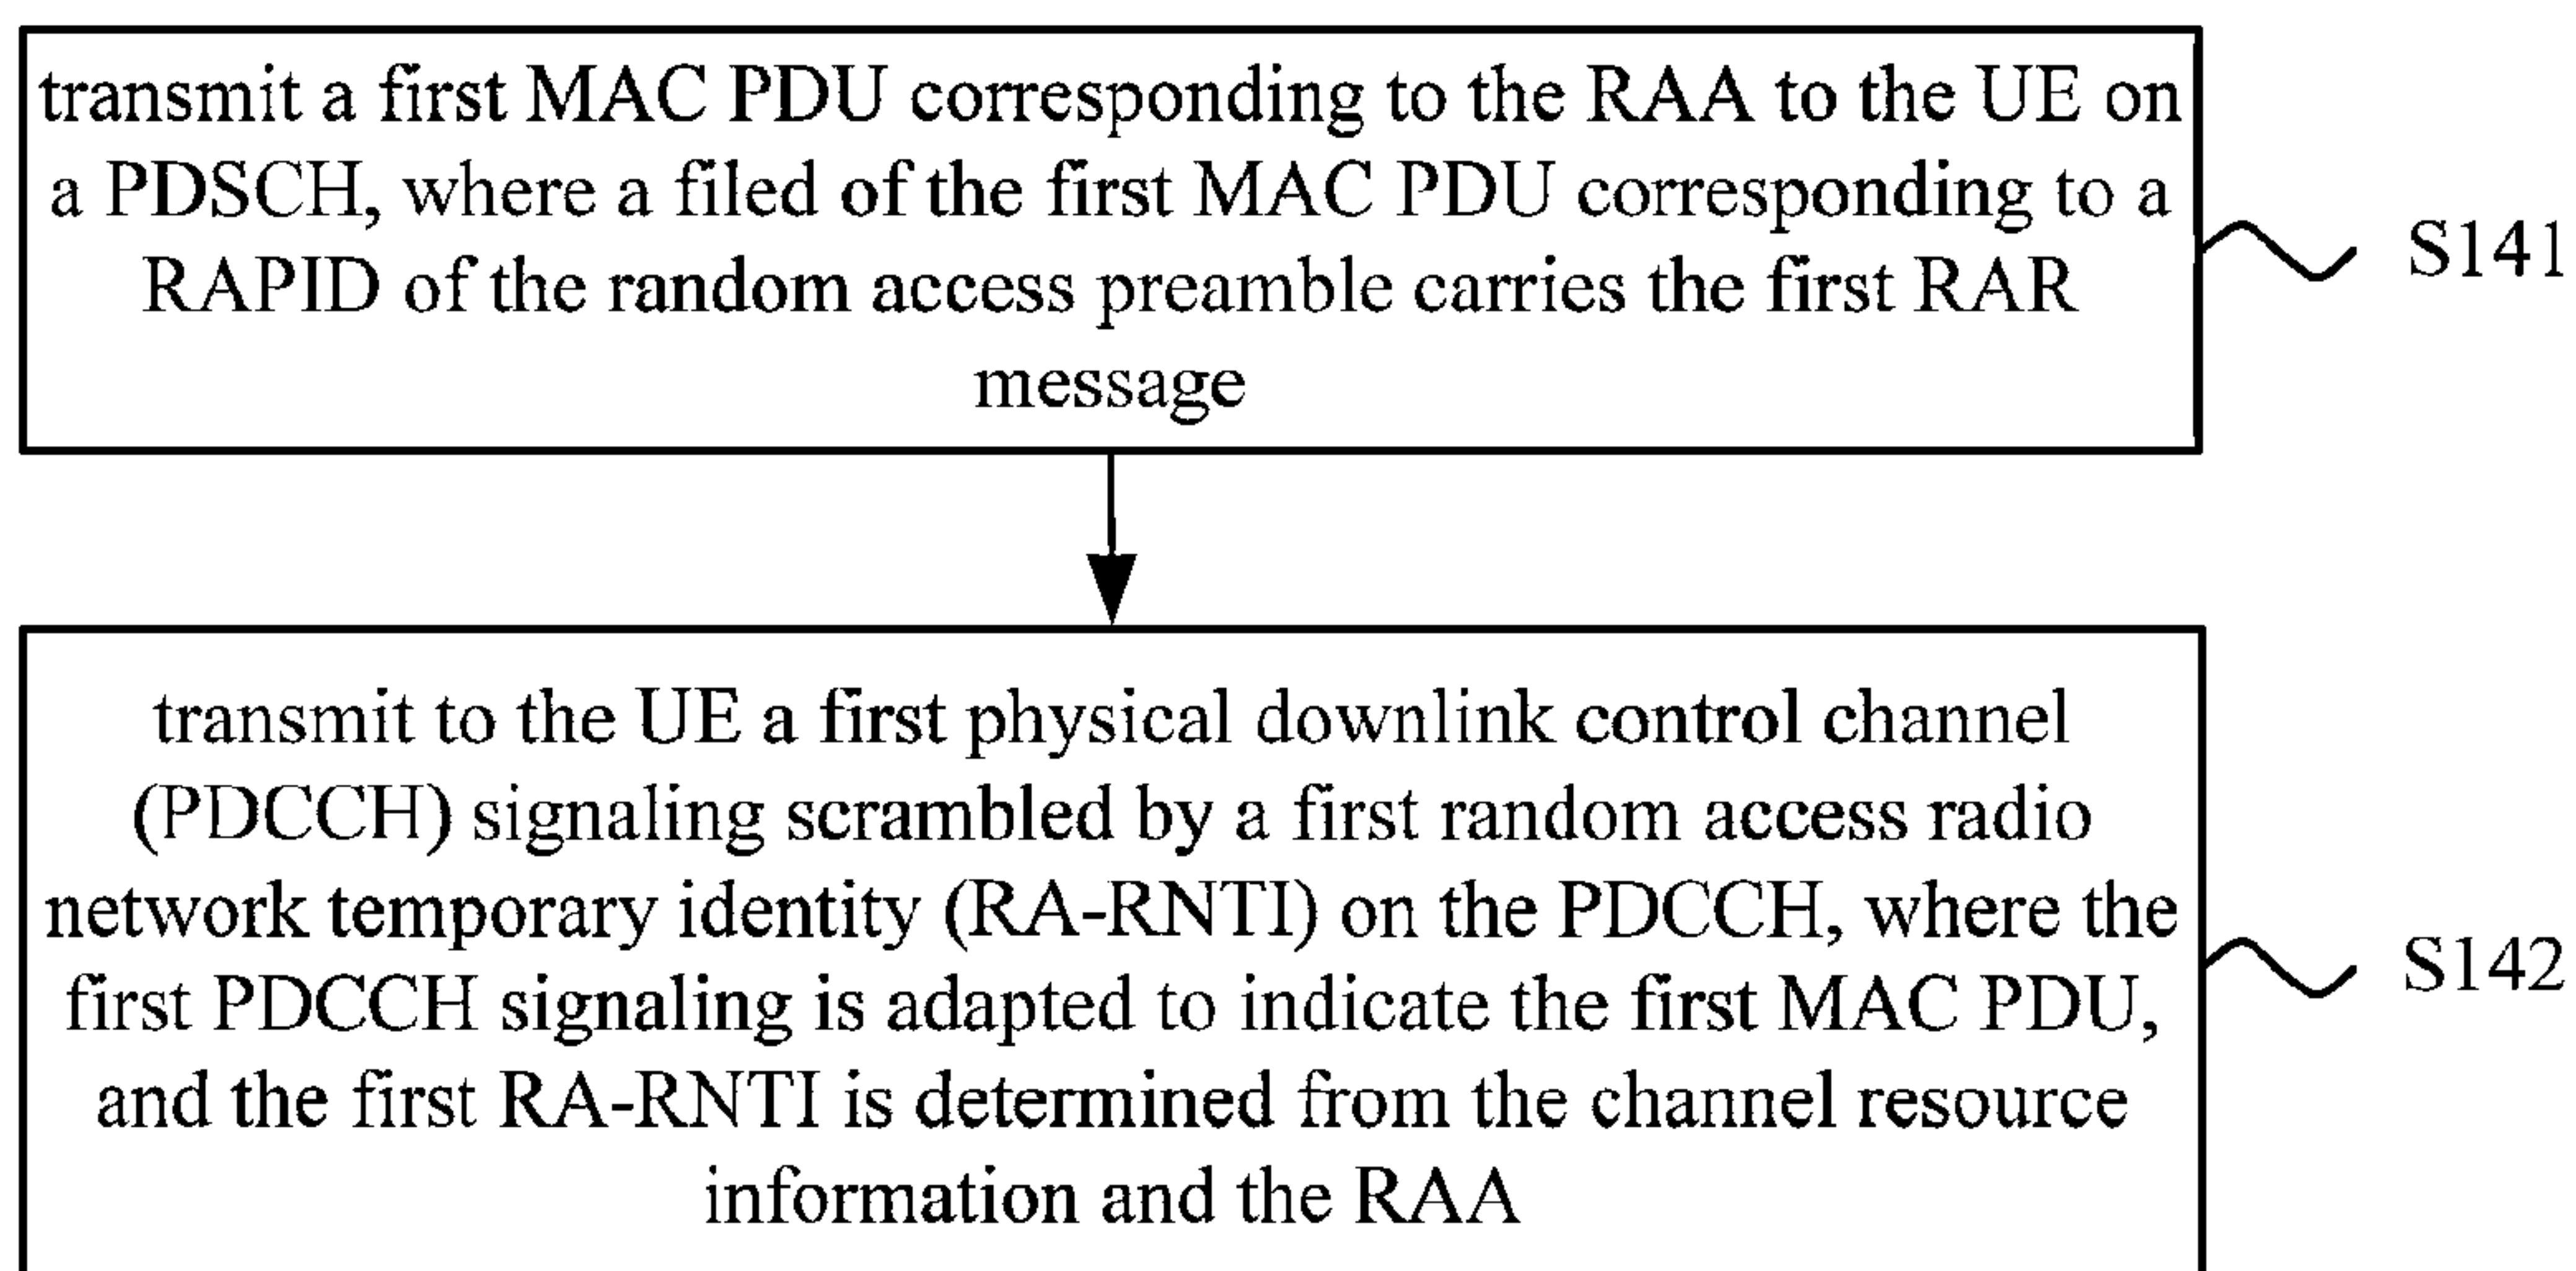 transmit a first MAC PDU corresponding to the RAA to the UE on
a PDSCH, where a filed of the first MAC PDU corresponding to a
RAPID of the random access preamble carries the first RAR
message
S141
transmit to the UE a first physical downlink control channel
(PDCCH) signaling scrambled by a first random access radio
network temporary identity (RA-RNTI) on the PDCCH, where the
first PDCCH signaling is adapted to indicate the first MAC PDU,
and the first RA-RNTI is determined from the channel resource
information and the RAA
S142